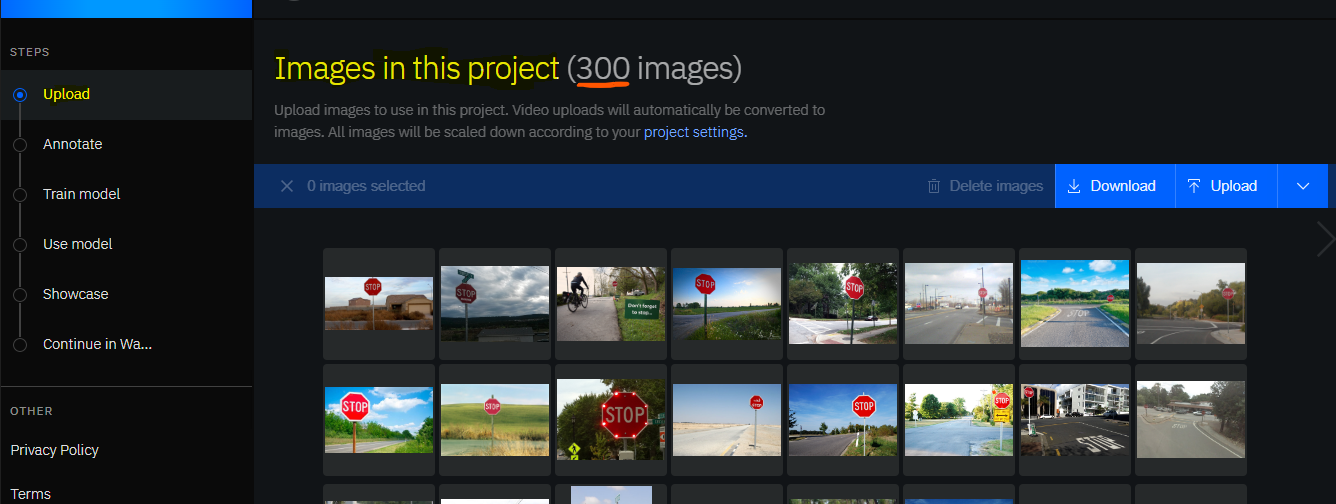 STEPS
Upload
Annotate
Train model
Use model
Showcase
Continue in Wa...
OTHER
Privacy Policy
Terms
Images in this project (300 images)
Upload images to use in this project. Video uploads will automatically be converted to
images. All images will be scaled down according to your project settings.
0 images selected
Delete images
Download
Upload
STOP
STOP
STOP
Don't forget
to stop...
STOP
STOP
STOP
STOP
STOP
STOP
STOP
STOP
STOP
STOP
STOP
STOP